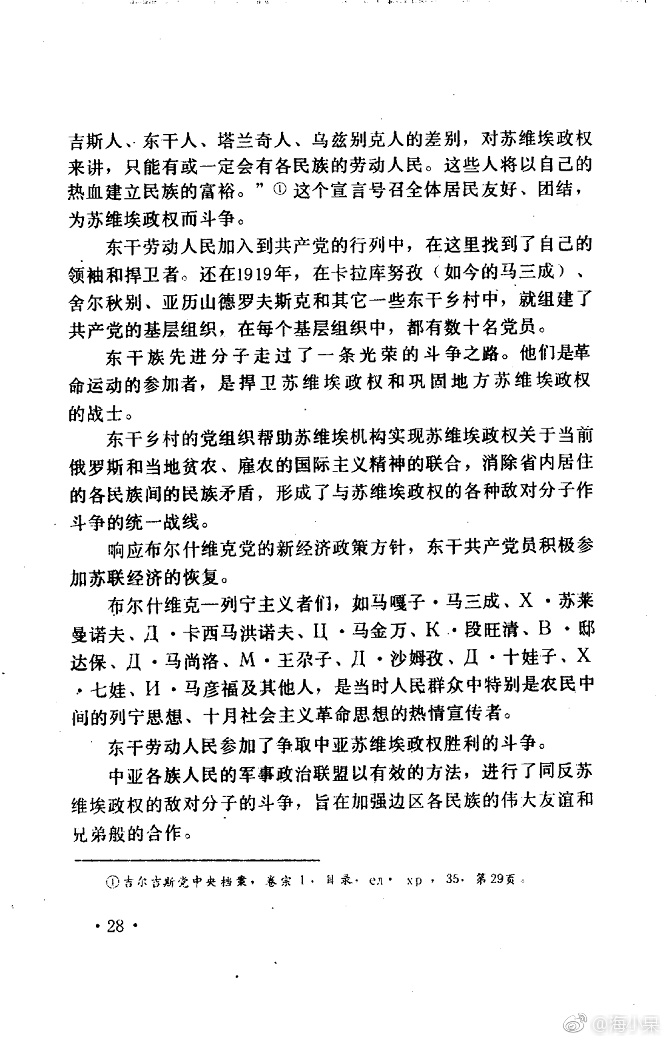 吉斯人、东干人、塔兰奇人、乌兹别克人的差别，对苏维埃政权
来讲，只能有或一定会有各民族的劳动人民。这些人将以自己的
热血建立民族的富裕。”① 这个宣言号召全体居民友好、团结，
为苏维埃政权而斗争。
东干劳动人民加入到共产党的行列中，在这里找到了自己的
领袖和捍卫者。还在1919年，在卡拉库努孜（如今的马三成）、
舍尔秋别、亚历山德罗夫斯克和其它一些东干乡村中，就组建了
共产党的基层组织，在每个基层组织中，都有数十名党员。
东干族先进分子走过了一条光荣的斗争之路。他们是革
命运动的参加者，是捍卫苏维埃政权和巩固地方苏维埃政权
的战士。
东干乡村的党组织帮助苏维埃机构实现苏维埃政权关于当前
俄罗斯和当地贫农、雇农的国际主义精神的联合，消除省内居住
的各民族间的民族矛盾，形成了与苏维埃政权的各种敌对分子作
斗争的统一战线。
响应布尔什维克党的新经济政策方针，东干共产党员积极参
加苏联经济的恢复。
布尔什维克—列宁主义者们，如马嘎子·马三成、Х·苏莱
曼诺夫、Д·卡西马洪诺夫、Ц·马金万、К·段旺清、В·邸
达保、Д·马尚洛、М·王尕子、Л·沙姆孜、Д·十娃子、Х
·七娃、И·马彦福及其他人，是当时人民群众中特别是农民中
间的列宁思想、十月社会主义革命思想的热情宣传者。
东干劳动人民参加了争取中亚苏维埃政权胜利的斗争。
中亚各族人民的军事政治联盟以有效的方法，进行了同反苏
维埃政权的敌对分子的斗争，旨在加强边区各民族的伟大友谊和
兄弟般的合作。
①吉尔吉斯党中央档案，卷宗1，目录·ел·хр，35，第29页。
·28·
@海小呆